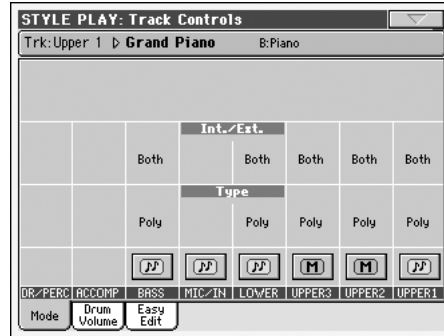 STYLE PLAY: Track Controls
Trk:Upper 1 Grand Piano B:Piano
Int./Ext.
Both Both Both Both Both
Type
Poly Poly Poly Poly Poly
M M
DR/PERC ACCOMP BASS MIC/IN LOWER UPPER3 UPPER2 UPPER1
Mode Drum Volume Easy Edit